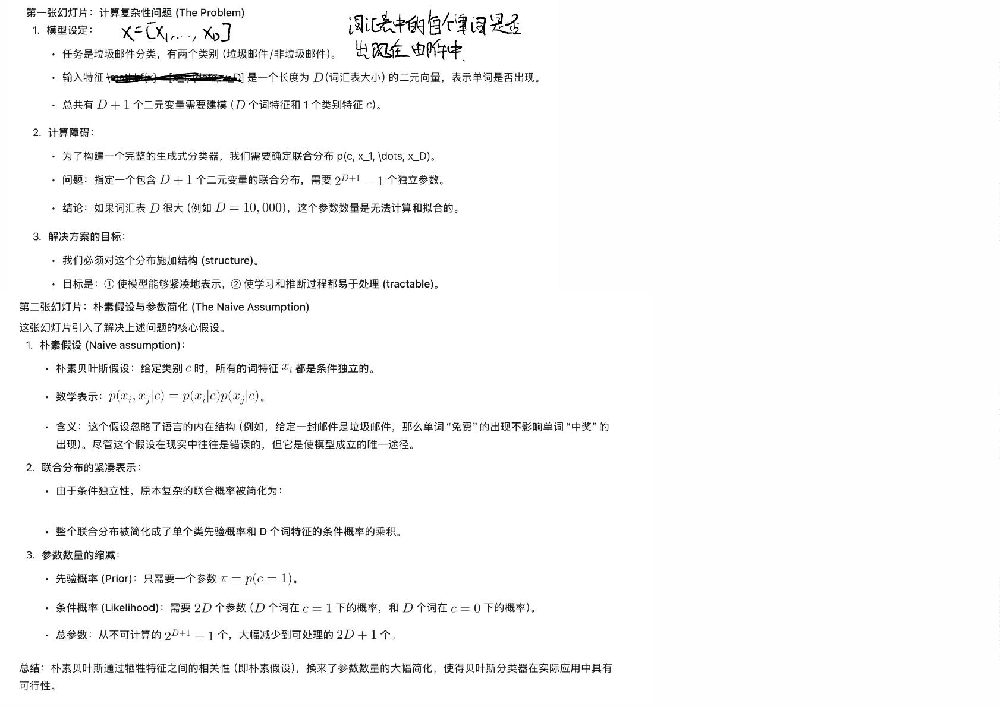 第一张幻灯片：计算复杂性问题 (The Problem)
1. 模型设定： x=[x₁,..., x_D]
词汇表中的每个单词是否
出现在邮件中.
• 任务是垃圾邮件分类，有两个类别 (垃圾邮件/非垃圾邮件)。
• 输入特征 是一个长度为 D(词汇表大小) 的二元向量，表示单词是否出现。
• 总共有 D + 1 个二元变量需要建模 (D 个词特征和 1 个类别特征 c)。
2. 计算障碍：
• 为了构建一个完整的生成式分类器，我们需要确定联合分布 p(c, x_1, \dots, x_D)。
• 问题：指定一个包含 D + 1 个二元变量的联合分布，需要 2^{D+1} − 1 个独立参数。
• 结论：如果词汇表 D 很大 (例如 D = 10,000)，这个参数数量是无法计算和拟合的。
3. 解决方案的目标：
• 我们必须对这个分布施加结构 (structure)。
• 目标是：① 使模型能够紧凑地表示，② 使学习和推断过程都易于处理 (tractable)。
第二张幻灯片：朴素假设与参数简化 (The Naive Assumption)
这张幻灯片引入了解决上述问题的核心假设。
1. 朴素假设 (Naive assumption)：
• 朴素贝叶斯假设：给定类别 c 时，所有的词特征 x_i 都是条件独立的。
• 数学表示：p(x_i, x_j|c) = p(x_i|c)p(x_j|c)。
• 含义：这个假设忽略了语言的内在结构 (例如，给定一封邮件是垃圾邮件，那么单词 “免费” 的出现不影响单词 “中奖” 的
出现)。尽管这个假设在现实中往往是错误的，但它是使模型成立的唯一途径。
2. 联合分布的紧凑表示：
• 由于条件独立性，原本复杂的联合概率被简化为：
• 整个联合分布被简化成了单个类先验概率和 D 个词特征的条件概率的乘积。
3. 参数数量的缩减：
• 先验概率 (Prior)：只需要一个参数 π = p(c = 1)。
• 条件概率 (Likelihood)：需要 2D 个参数 (D 个词在 c = 1 下的概率，和 D 个词在 c = 0 下的概率)。
• 总参数：从不可计算的 2^{D+1} − 1 个，大幅减少到可处理的 2D + 1 个。
总结：朴素贝叶斯通过牺牲特征之间的相关性 (即朴素假设)，换来了参数数量的大幅简化，使得贝叶斯分类器在实际应用中具有
可行性。